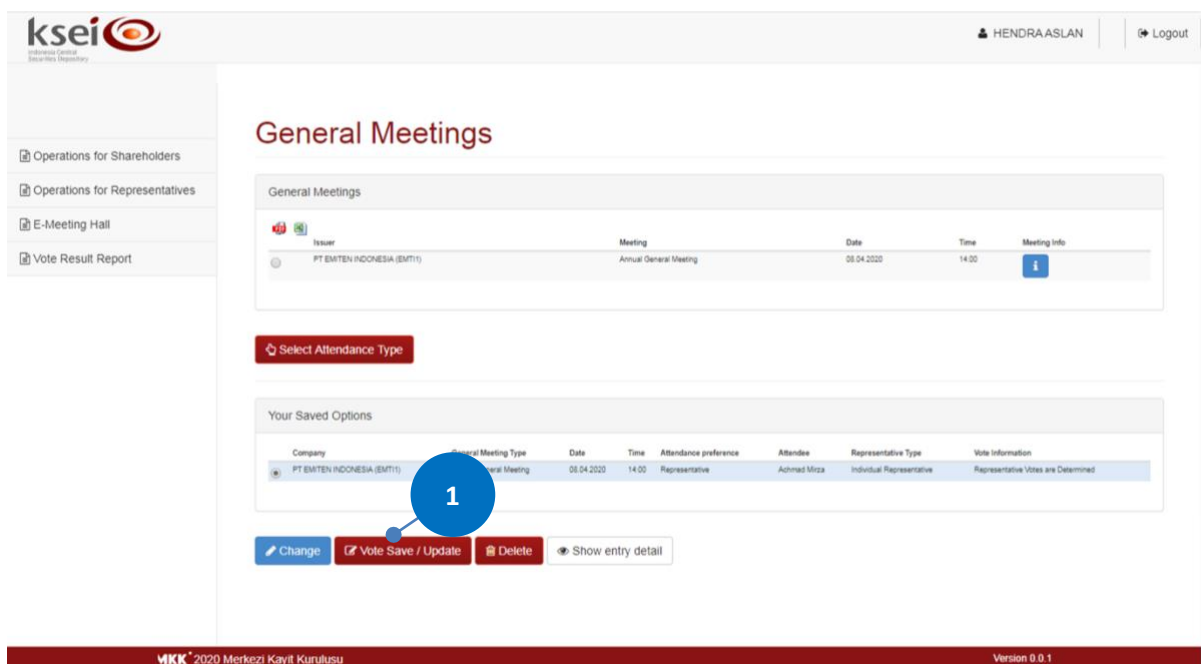 ksei
Indonesia Central
Securities Depository
HENDRA ASLAN
Logout
Operations for Shareholders
Operations for Representatives
E-Meeting Hall
Vote Result Report
General Meetings
General Meetings
Issuer Meeting Date Time Meeting Info
PT EMITEN INDONESIA (EMTI1) Annual General Meeting 08.04.2020 14:00
i
Select Attendance Type
Your Saved Options
Company General Meeting Type Date Time Attendance preference Attendee Representative Type Vote Information
PT EMITEN INDONESIA (EMTI1) Meeting 08.04.2020 14:00 Representative Achmad Mirza Individual Representative Representative Votes are Determined
1
Change Vote Save / Update Delete Show entry detail
MKK 2020 Merkezi Kayit Kurulusu Version 0.0.1